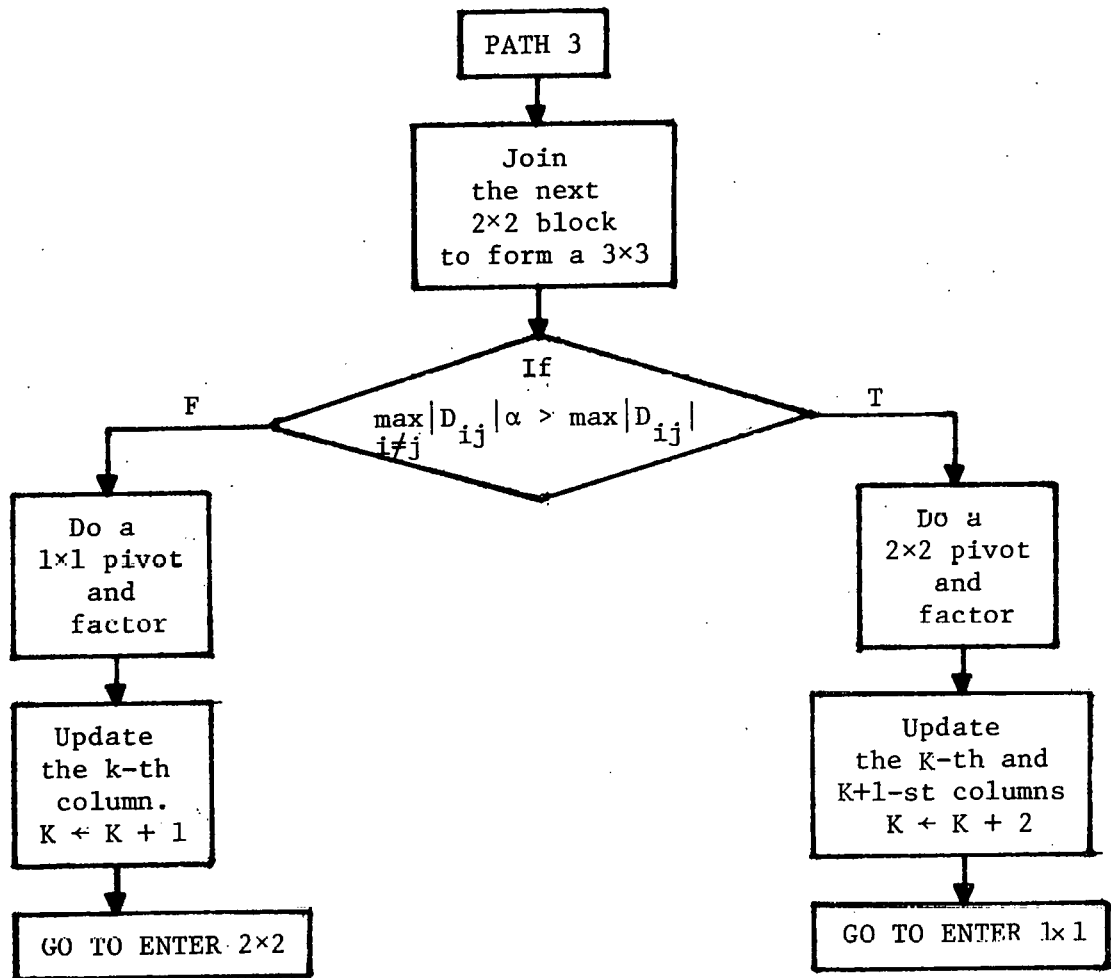 PATH 3
Join
the next
2×2 block
to form a 3×3
If
max|D_ij|α > max|D_ij|
i≠j
F
T
Do a
1×1 pivot
and
factor
Update
the k-th
column.
K ← K + 1
GO TO ENTER 2×2
Do a
2×2 pivot
and
factor
Update
the K-th and
K+1-st columns
K ← K + 2
GO TO ENTER 1×1